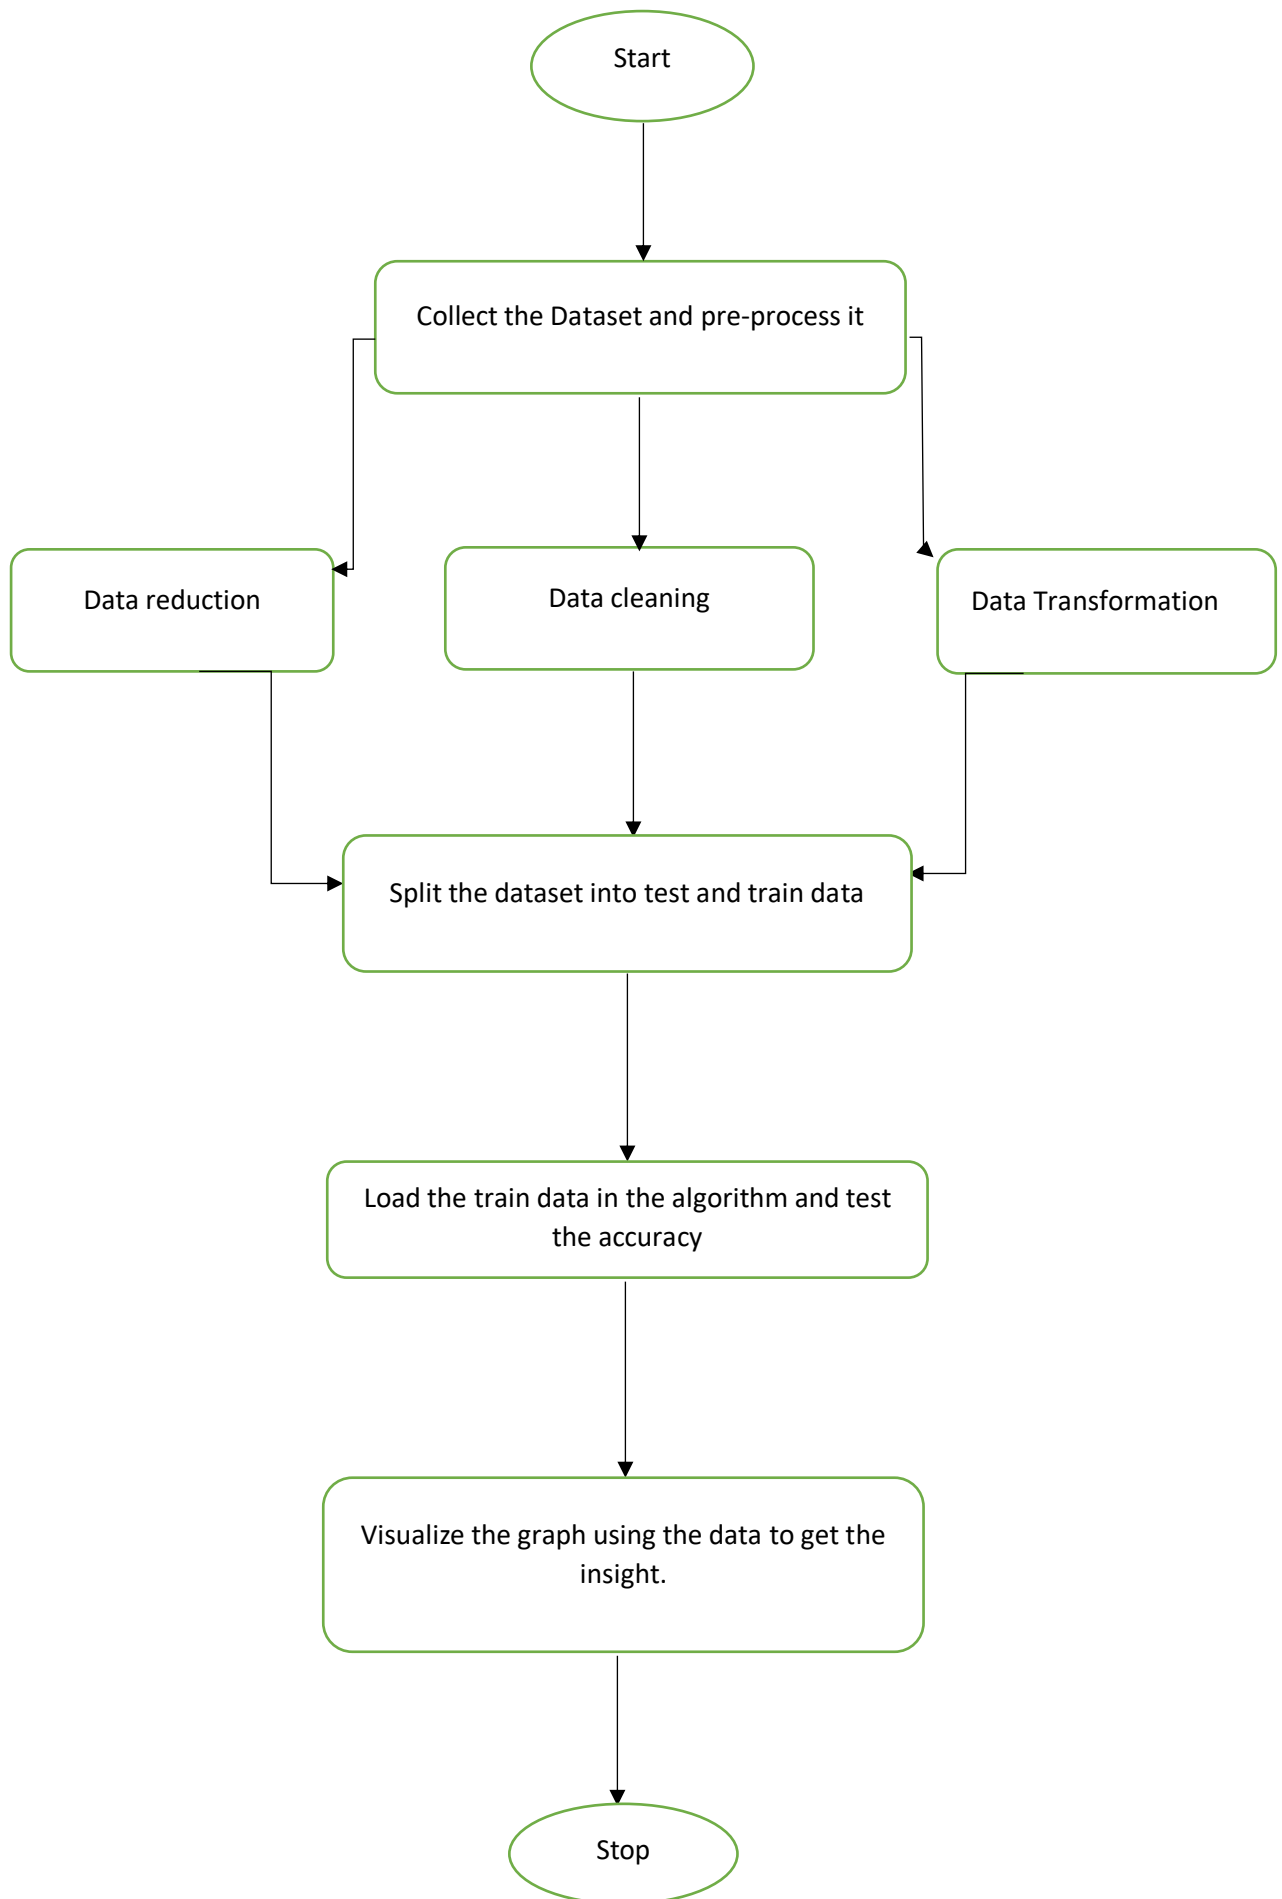 Start
Collect the Dataset and pre-process it
Data reduction
Data cleaning
Data Transformation
Split the dataset into test and train data
Load the train data in the algorithm and test
the accuracy
Visualize the graph using the data to get the
insight.
Stop